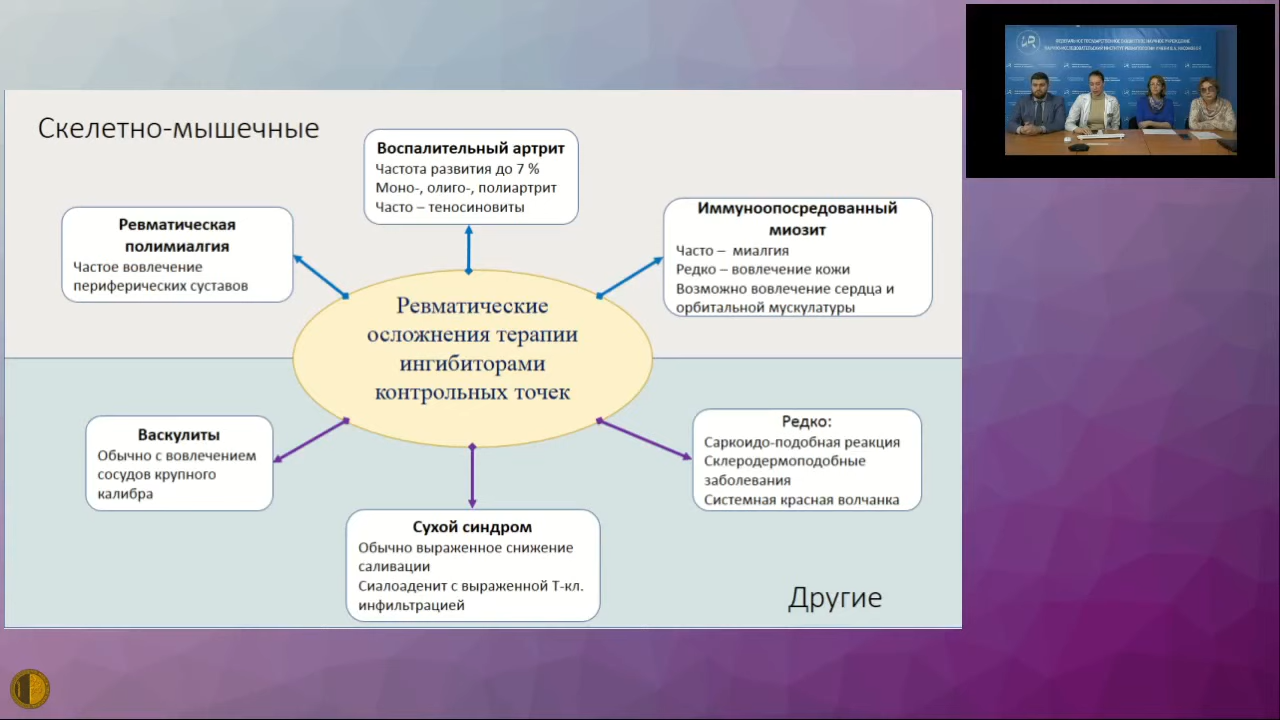 Скелетно-мышечные
Воспалительный артрит
Частота развития до 7 %
Моно-, олиго-, полиартрит
Часто – теносиновиты
Ревматическая
полимиалгия
Частое вовлечение
периферических суставов
Иммуноопосредованный
миозит
Часто – миалгия
Редко – вовлечение кожи
Возможно вовлечение сердца и
орбитальной мускулатуры
Ревматические
осложнения терапии
ингибиторами
контрольных точек
Васкулиты
Обычно с вовлечением
сосудов крупного
калибра
Сухой синдром
Обычно выраженное снижение
саливации
Сиалоаденит с выраженной Т-кл.
инфильтрацией
Редко:
Саркоидо-подобная реакция
Склеродермоподобные
заболевания
Системная красная волчанка
Другие